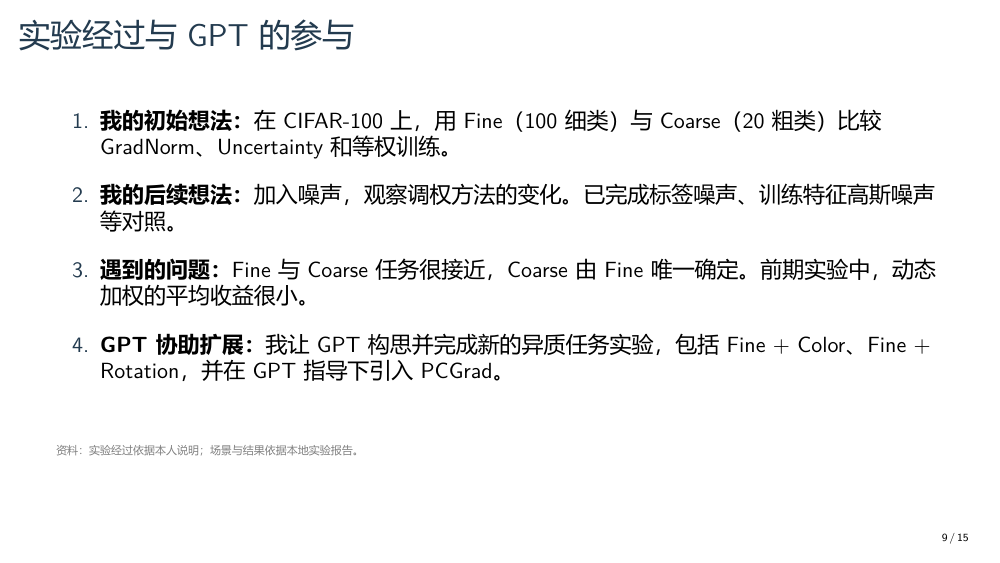 实验经过与 GPT 的参与
1. 我的初始想法：在 CIFAR-100 上，用 Fine（100 细类）与 Coarse（20 粗类）比较
GradNorm、Uncertainty 和等权训练。
2. 我的后续想法：加入噪声，观察调权方法的变化。已完成标签噪声、训练特征高斯噪声
等对照。
3. 遇到的问题：Fine 与 Coarse 任务很接近，Coarse 由 Fine 唯一确定。前期实验中，动态
加权的平均收益很小。
4. GPT 协助扩展：我让 GPT 构思并完成新的异质任务实验，包括 Fine + Color、Fine +
Rotation，并在 GPT 指导下引入 PCGrad。
资料：实验经过依据本人说明；场景与结果依据本地实验报告。
9 / 15